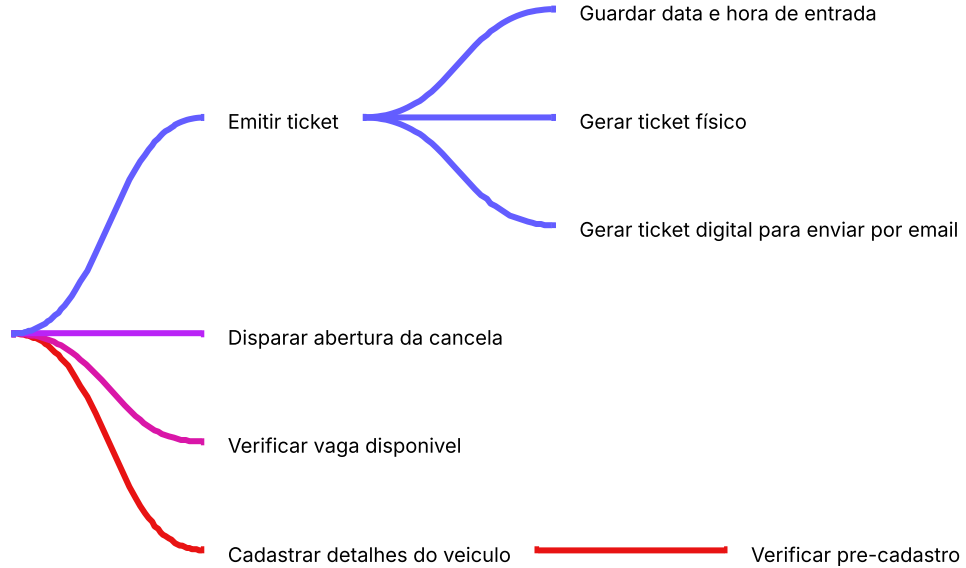 Guardar data e hora de entrada
Emitir ticket
Gerar ticket físico
Gerar ticket digital para enviar por email
Disparar abertura da cancela
Verificar vaga disponivel
Cadastrar detalhes do veiculo
Verificar pre-cadastro